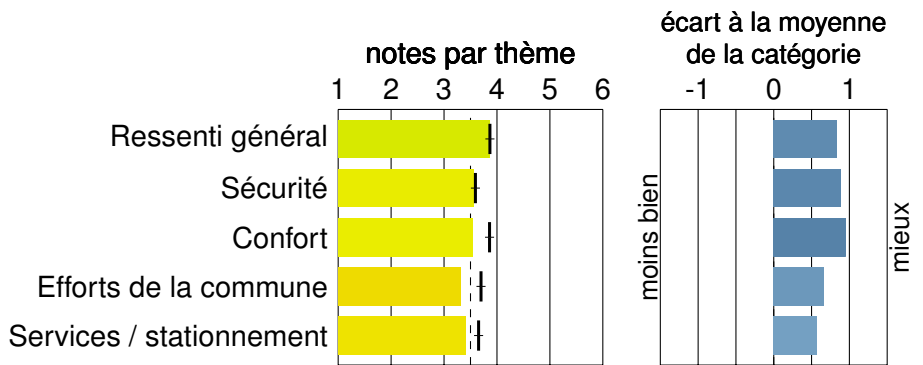 notes par thème
1 2 3 4 5 6
Ressenti général
Sécurité
Confort
Efforts de la commune
Services / stationnement
écart à la moyenne
de la catégorie
-1 0 1
moins bien
mieux